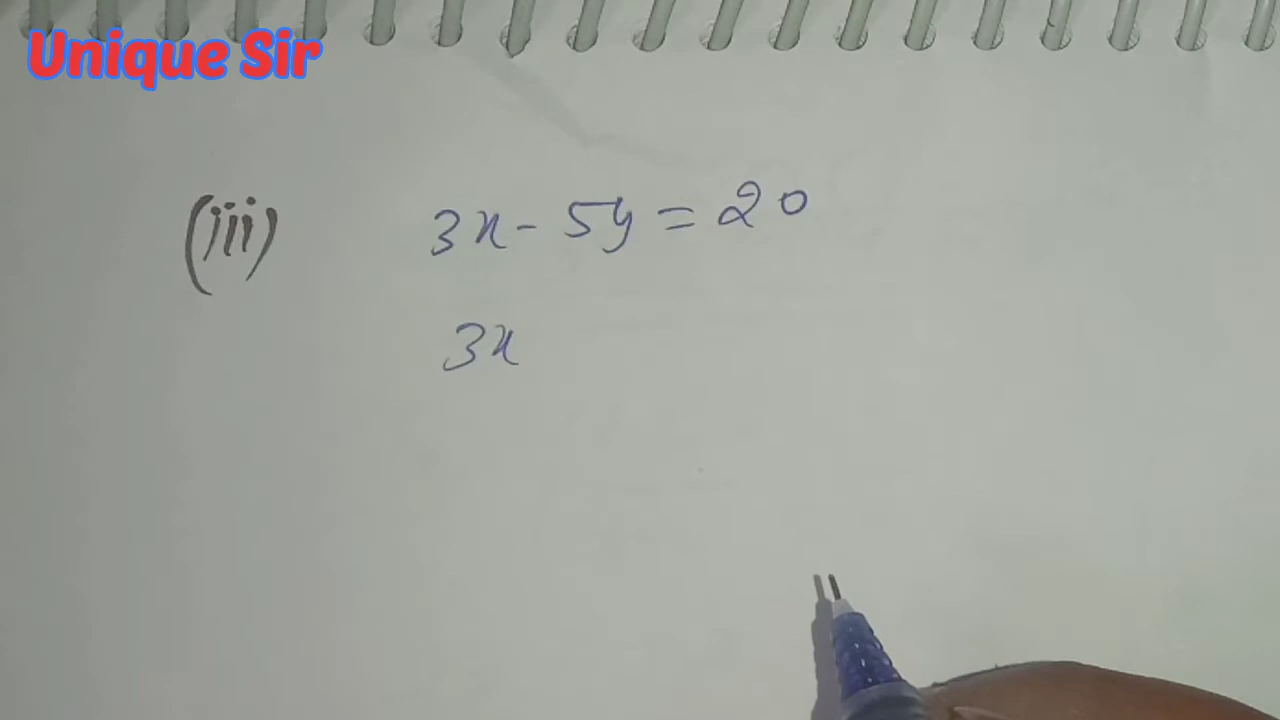 Unique Sir
(iii) 3x - 5y = 20
3x